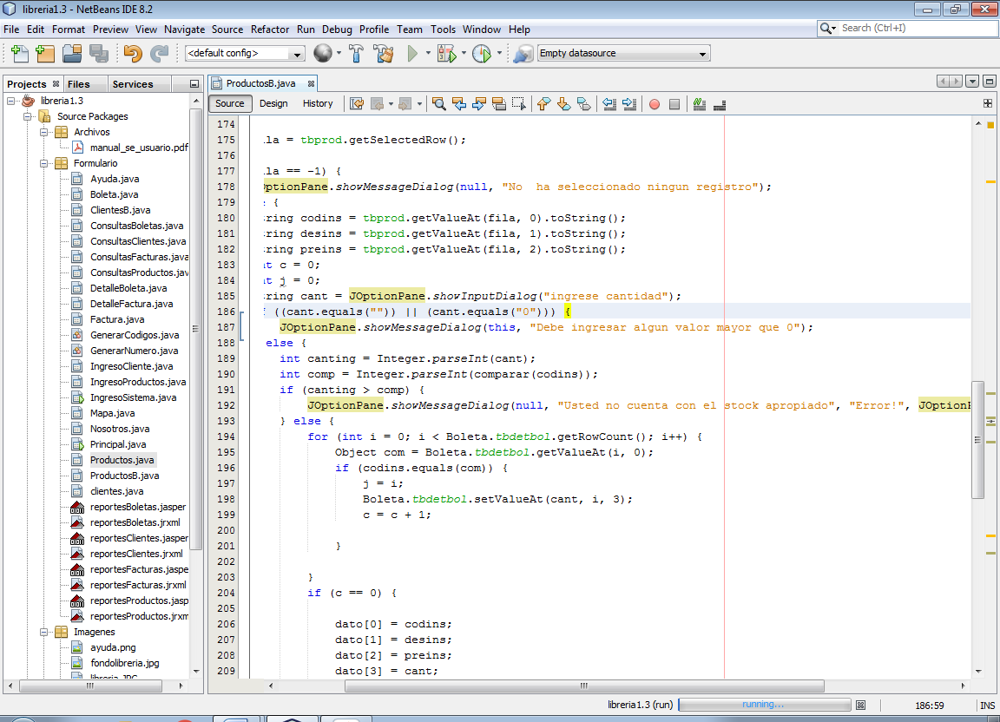 libreria1.3 - NetBeans IDE 8.2
File Edit Format Preview View Navigate Source Refactor Run Debug Profile Team Tools Window Help
Search (Ctrl+I)
<default config>
Empty datasource
Projects Files Services
ProductosB.java
Source Design History
libreria1.3
Source Packages
Archivos
manual_se_usuario.pdf
Formulario
Ayuda.java
Boleta.java
ClientesB.java
ConsultasBoletas.java
ConsultasClientes.java
ConsultasFacturas.java
ConsultasProductos.jav
DetalleBoleta.java
DetalleFactura.java
Factura.java
GenerarCodigos.java
GenerarNumero.java
IngresoCliente.java
IngresoProductos.java
IngresoSistema.java
Mapa.java
Nosotros.java
Principal.java
Productos.java
ProductosB.java
clientes.java
reportesBoletas.jasper
reportesBoletas.jrxml
reportesClientes.jasper
reportesClientes.jrxml
reportesFacturas.jaspe
reportesFacturas.jrxml
reportesProductos.jasp
reportesProductos.jrxm
Imagenes
ayuda.png
fondolibreria.jpg
libreria.JPG
174
175 la = tbprod.getSelectedRow();
176
177 la == -1) {
178 OptionPane.showMessageDialog(null, "No  ha seleccionado ningun registro");
179 {
180 ring codins = tbprod.getValueAt(fila, 0).toString();
181 ring desins = tbprod.getValueAt(fila, 1).toString();
182 ring preins = tbprod.getValueAt(fila, 2).toString();
183 t c = 0;
184 t j = 0;
185 ring cant = JOptionPane.showInputDialog("ingrese cantidad");
186 ((cant.equals("")) || (cant.equals("0"))) {
187 JOptionPane.showMessageDialog(this, "Debe ingresar algun valor mayor que 0");
188 else {
189 int canting = Integer.parseInt(cant);
190 int comp = Integer.parseInt(comparar(codins));
191 if (canting > comp) {
192 JOptionPane.showMessageDialog(null, "Usted no cuenta con el stock apropiado", "Error!", JOptionP
193 } else {
194 for (int i = 0; i < Boleta.tbdetbol.getRowCount(); i++) {
195 Object com = Boleta.tbdetbol.getValueAt(i, 0);
196 if (codins.equals(com)) {
197 j = i;
198 Boleta.tbdetbol.setValueAt(cant, i, 3);
199 c = c + 1;
200
201 }
202
203 }
204 if (c == 0) {
205
206 dato[0] = codins;
207 dato[1] = desins;
208 dato[2] = preins;
209 dato[3] = cant;
libreria1.3 (run) running... 186:59 INS